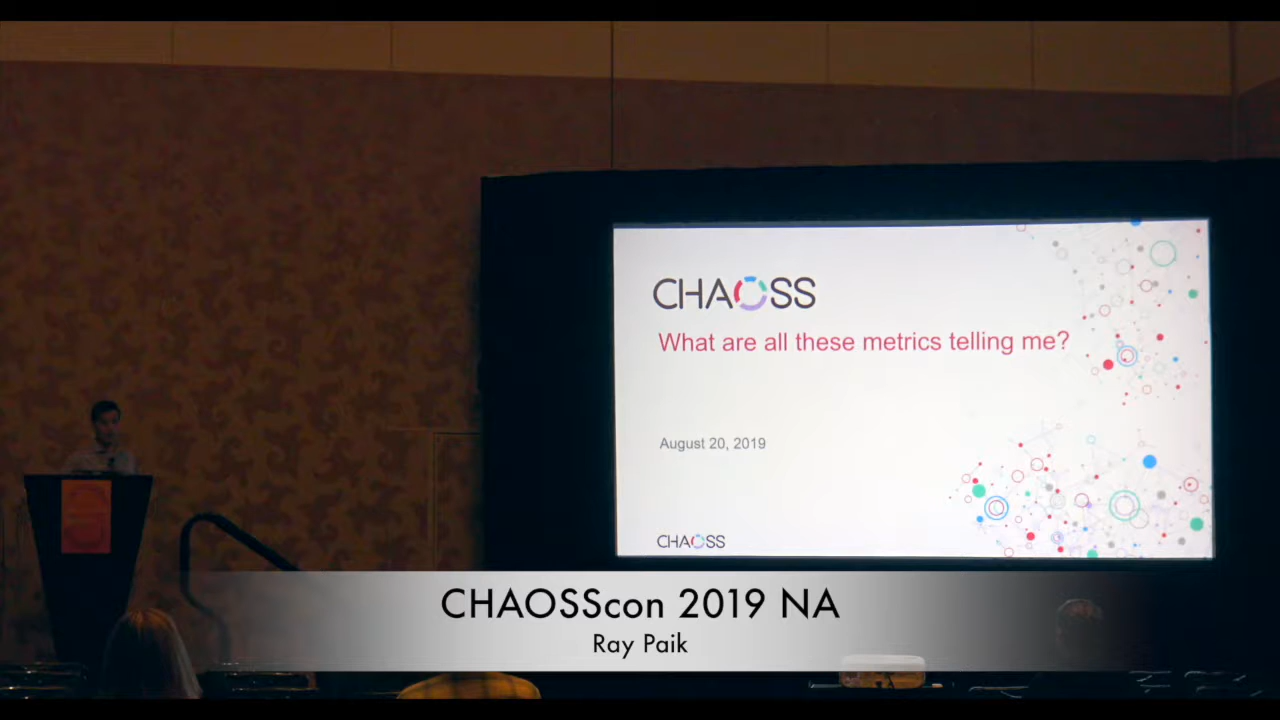 CHAOSS
What are all these metrics telling me?
August 20, 2019
CHAOSS
CHAOSScon 2019 NA
Ray Paik